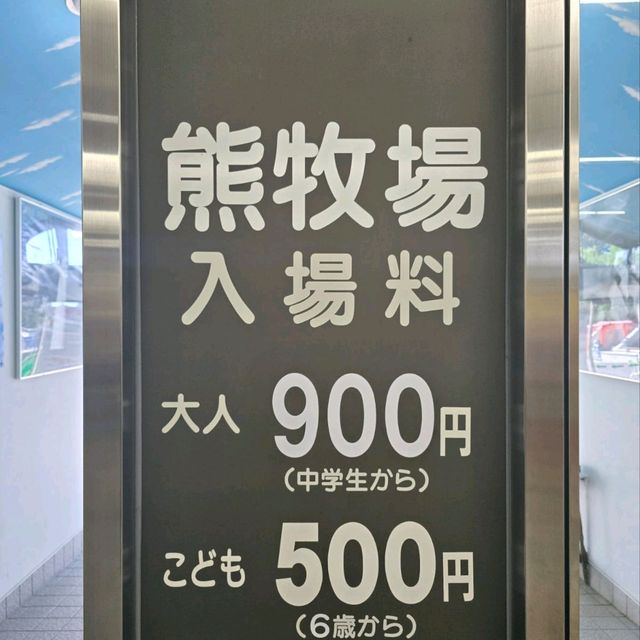 熊牧場
入場料
大人 900円
（中学生から）
こども 500円
（6歳から）